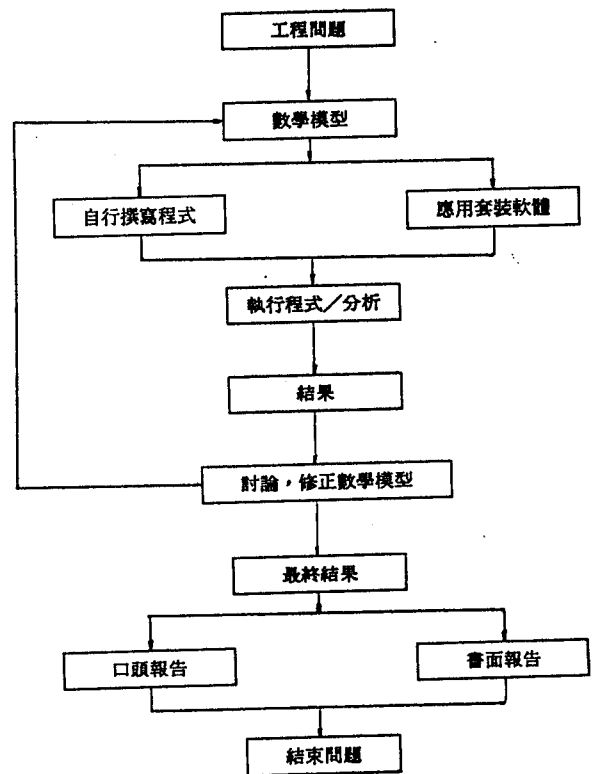 工程問題
數學模型
自行撰寫程式
應用套裝軟體
執行程式／分析
結果
討論，修正數學模型
最終結果
口頭報告
書面報告
結束問題